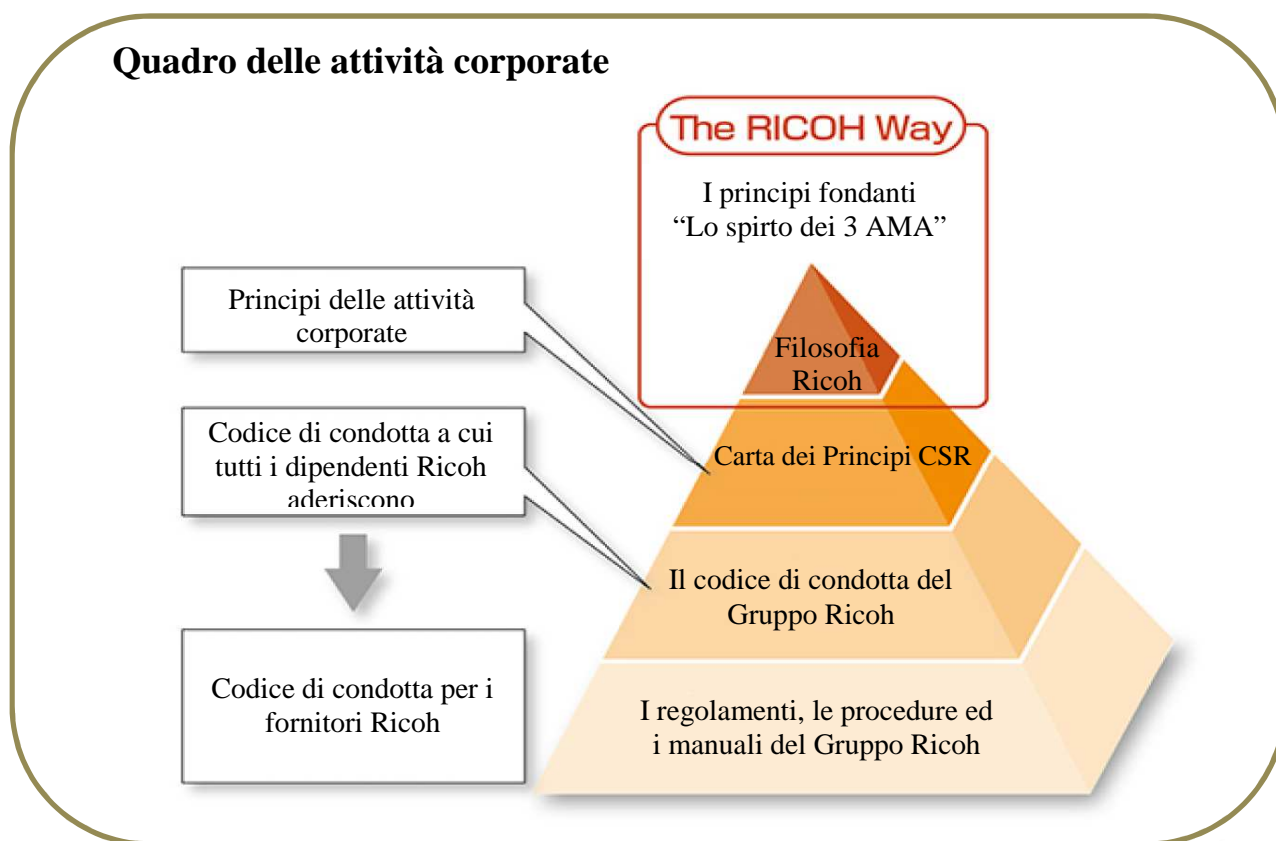 Quadro delle attività corporate
The RICOH Way
I principi fondanti
“Lo spirto dei 3 AMA”
Principi delle attività
corporate
Filosofia
Ricoh
Codice di condotta a cui
tutti i dipendenti Ricoh
aderiscono
Carta dei Principi CSR
Il codice di condotta del
Gruppo Ricoh
Codice di condotta per i
fornitori Ricoh
I regolamenti, le procedure ed
i manuali del Gruppo Ricoh